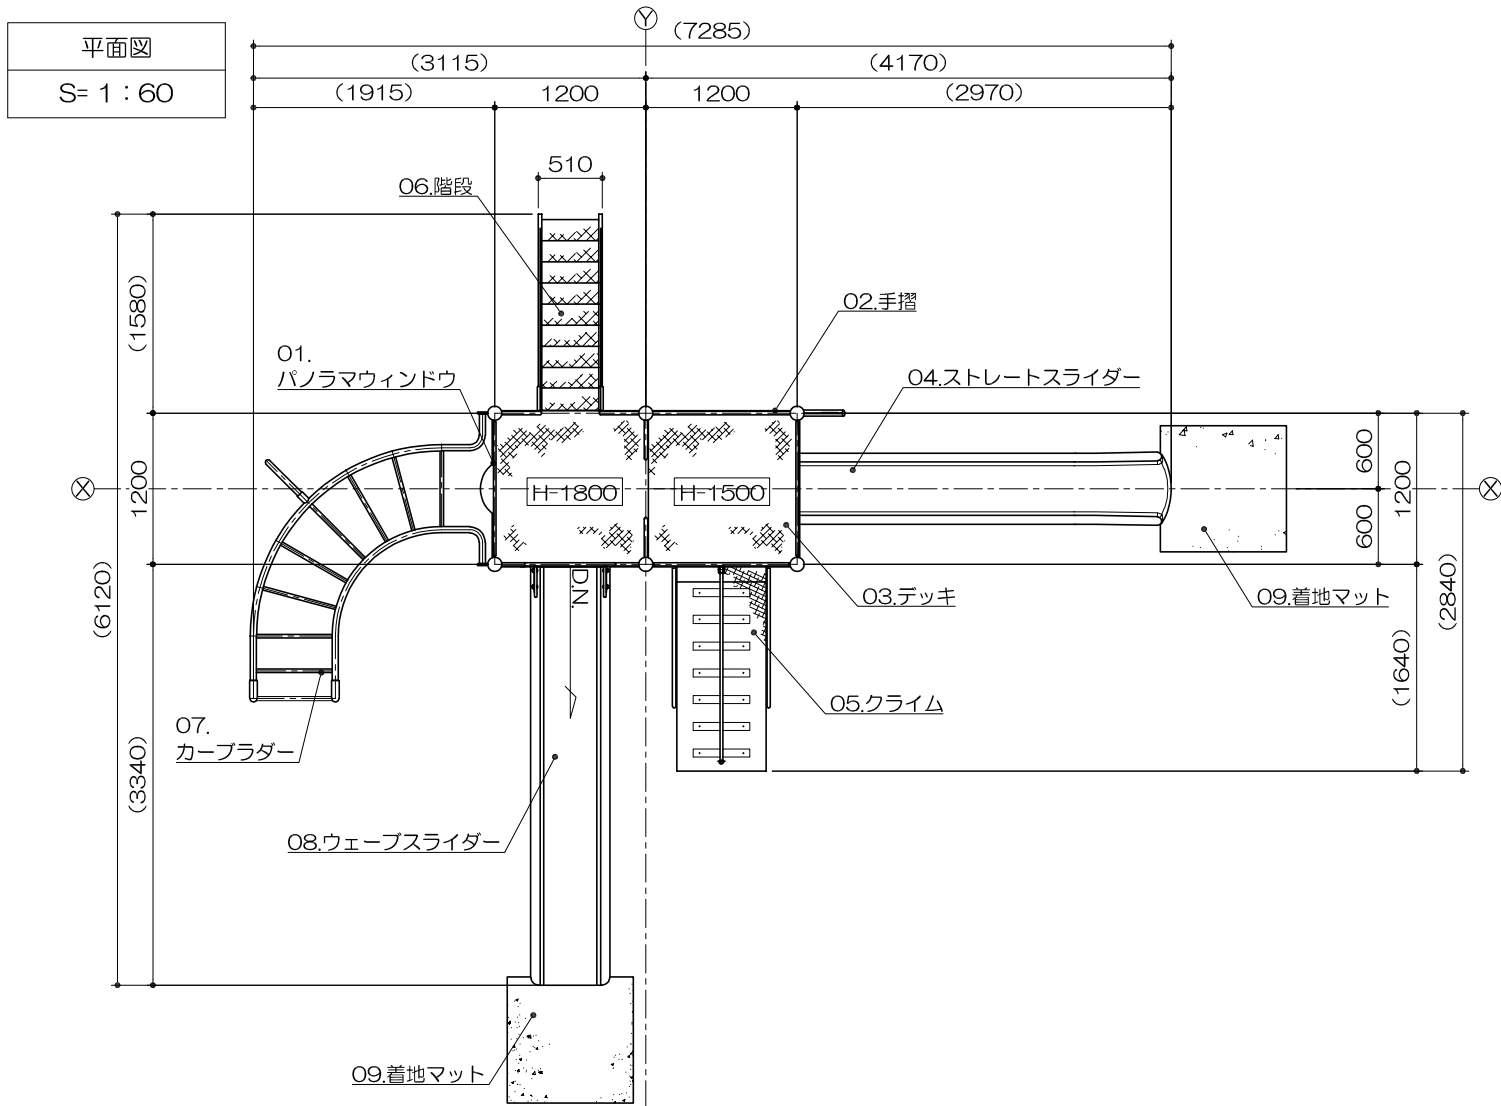 平面図
S= 1：60
Y
(7285)
(3115)
(4170)
(1915)
1200
1200
(2970)
510
06.階段
(1580)
02.手摺
01.
パノラマウィンドウ
04.ストレートスライダー
1200
X
H-1800
H-1500
600
600
1200
X
(6120)
D.N.
03.デッキ
09.着地マット
(2840)
(1640)
05.クライム
07.
カーブラダー
(3340)
08.ウェーブスライダー
09.着地マット